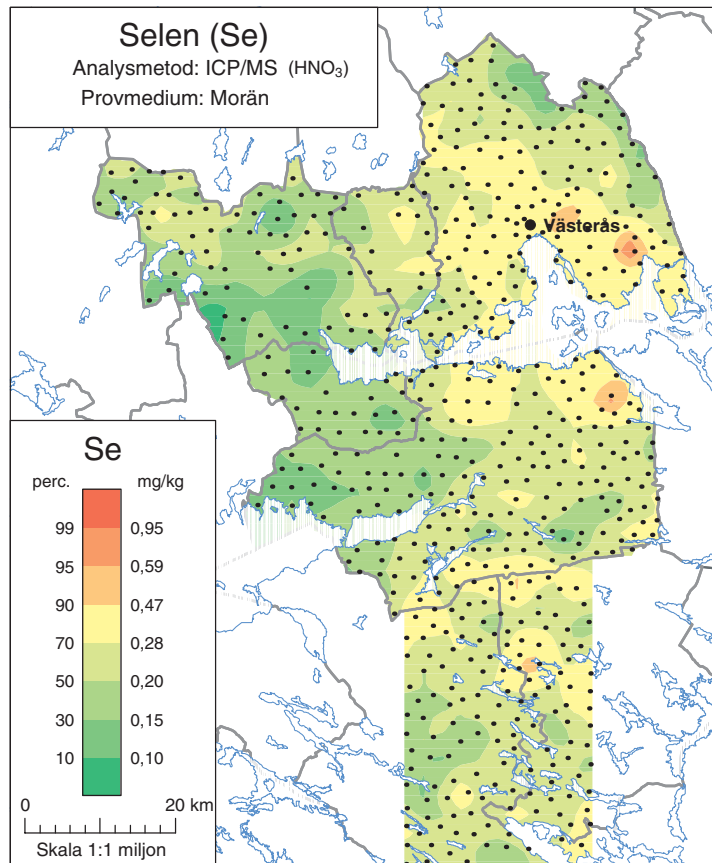 Selen (Se)
Analysmetod: ICP/MS (HNO₃)
Provmedium: Morän
Västerås
Se
perc. mg/kg
99 0,95
95 0,59
90 0,47
70 0,28
50 0,20
30 0,15
10 0,10
0 20 km
Skala 1:1 miljon